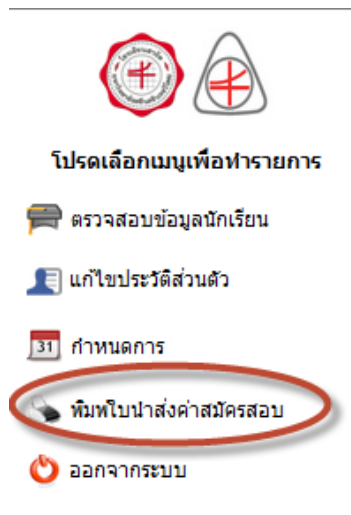 โปรดเลือกเมนูเพื่อทำรายการ
ตรวจสอบข้อมูลนักเรียน
แก้ไขประวัติส่วนตัว
31 กำหนดการ
พิมพ์ใบนำส่งค่าสมัครสอบ
ออกจากระบบ